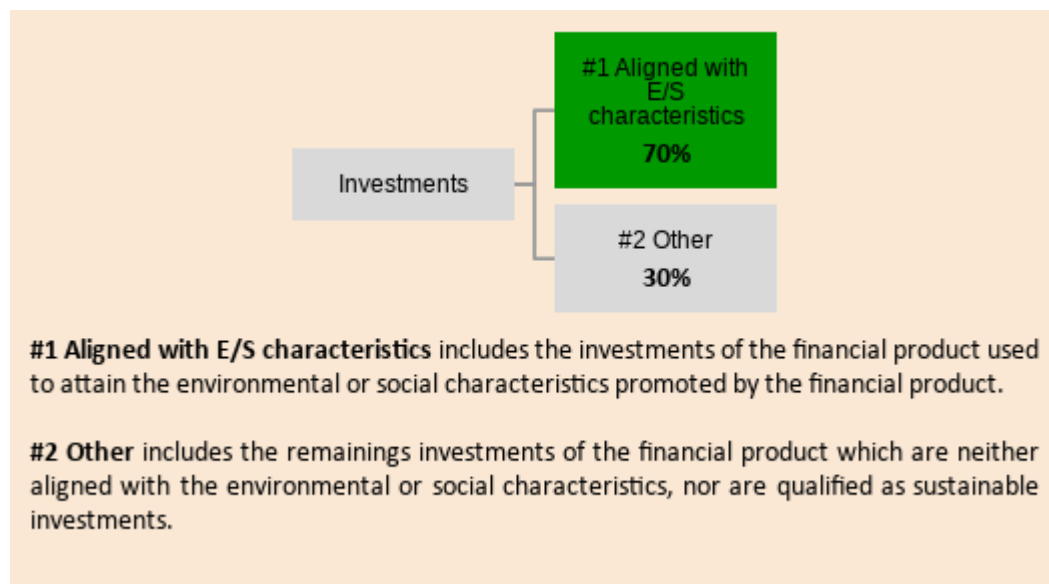 #1 Aligned with
E/S
characteristics
70%
Investments
#2 Other
30%
#1 Aligned with E/S characteristics includes the investments of the financial product used
to attain the environmental or social characteristics promoted by the financial product.
#2 Other includes the remainings investments of the financial product which are neither
aligned with the environmental or social characteristics, nor are qualified as sustainable
investments.